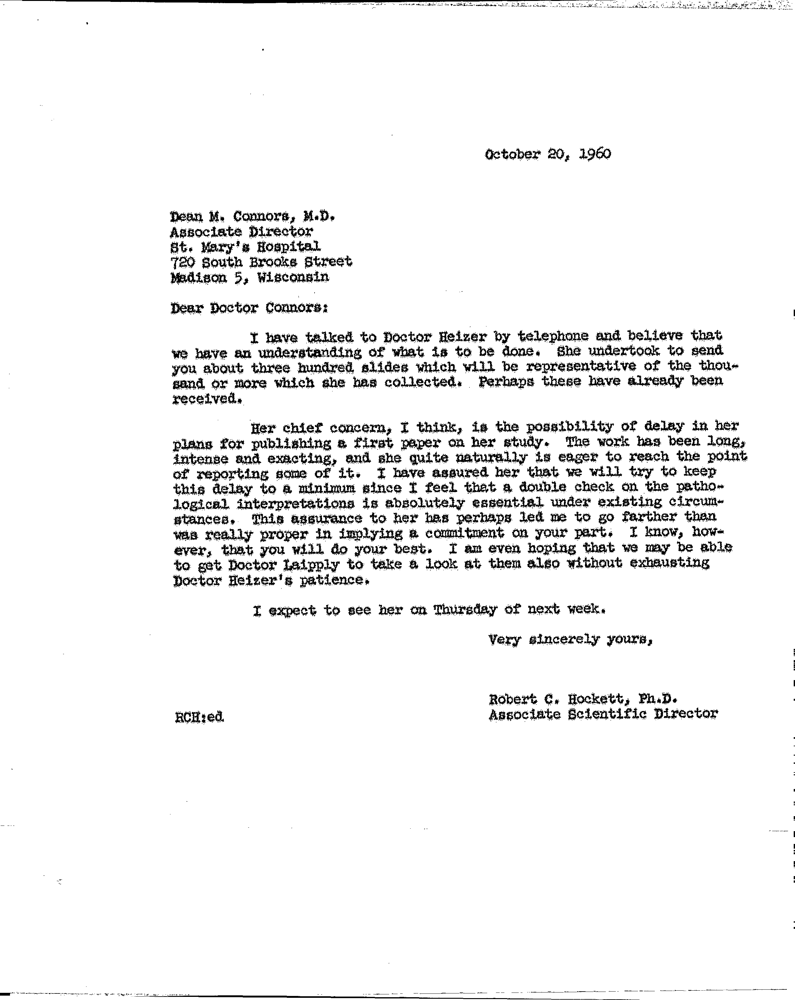 October 20, 1960
Dean M. Connors, M.D.
Associate Director
St. Mary's Hospital
720 South Brooks Street
Madison 5, Wisconsin
Dear Doctor Connors:
I have talked to Doctor Heizer by telephone and believe that
we have an understanding of what is to be done. She undertook to send
you about three hundred slides which will be representative of the thou-
sand or more which she has collected. Perhaps these have already been
received.
Her chief concern, I think, is the possibility of delay in her
plans for publishing a first paper on her study. The work has been long,
intense and exacting, and she quite naturally is eager to reach the point
of reporting some of it. I have assured her that we will try to keep
this delay to a minimum since I feel that a double check on the patho-
logical interpretations is absolutely essential under existing circum-
stances. This assurance to her has perhaps led me to go farther than
was really proper in implying a commitment on your part. I know, how-
ever, that you will do your best. I am even hoping that we may be able
to get Doctor Laipply to take a look at them also without exhausting
Doctor Heizer's patience.
I expect to see her on Thursday of next week.
Very sincerely yours,
Robert C. Hockett, Ph.D.
Associate Scientific Director
RCH:ed